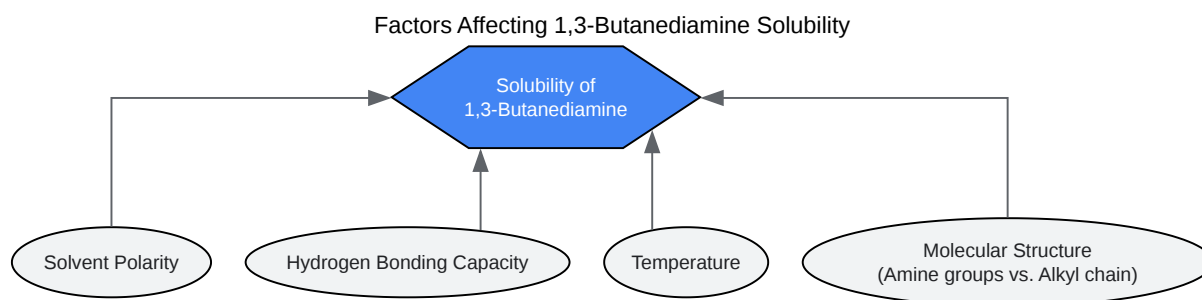 Factors Affecting 1,3-Butanediamine Solubility
Solubility of
1,3-Butanediamine
Solvent Polarity
Hydrogen Bonding Capacity
Temperature
Molecular Structure
(Amine groups vs. Alkyl chain)